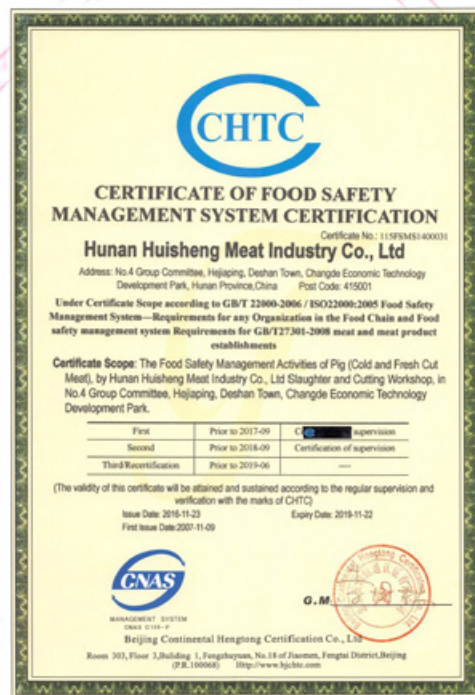 CHTC
CERTIFICATE OF FOOD SAFETY
MANAGEMENT SYSTEM CERTIFICATION
Certificate No.: 115FSMS1400031
Hunan Huisheng Meat Industry Co., Ltd
Address: No.4 Group Committee, Hejiaping, Deshan Town, Changde Economic Technology
Development Park, Hunan Province,China Post Code: 415001
Under Certificate Scope according to GB/T 22000-2006 / ISO22000:2005 Food Safety
Management System—Requirements for any Organization in the Food Chain and Food
safety management system Requirements for GB/T27301-2008 meat and meat product
establishments
Certificate Scope: The Food Safety Management Activities of Pig (Cold and Fresh Cut
Meat), by Hunan Huisheng Meat Industry Co., Ltd Slaughter and Cutting Workshop, in
No.4 Group Committee, Hejiaping, Deshan Town, Changde Economic Technology
Development Park.
First Prior to 2017-09 C supervision
Second Prior to 2018-09 Certification of supervision
Third/Recertification Prior to 2019-06 —
(The validity of this certificate will be attained and sustained according to the regular supervision and
verification with the marks of CHTC)
Issue Date: 2016-11-23 Expiry Date: 2019-11-22
First Issue Date:2007-11-09
CNAS
MANAGEMENT SYSTEM
CNAS C115-F
G.M.
Beijing Continental Hengtong Certification Co., Ltd
Room 303, Floor 3,Building 1, Fengzhuyuan, No.18 of Jiaomen, Fengtai District,Beijing
(P.R.100068) Http://www.bjchtc.com